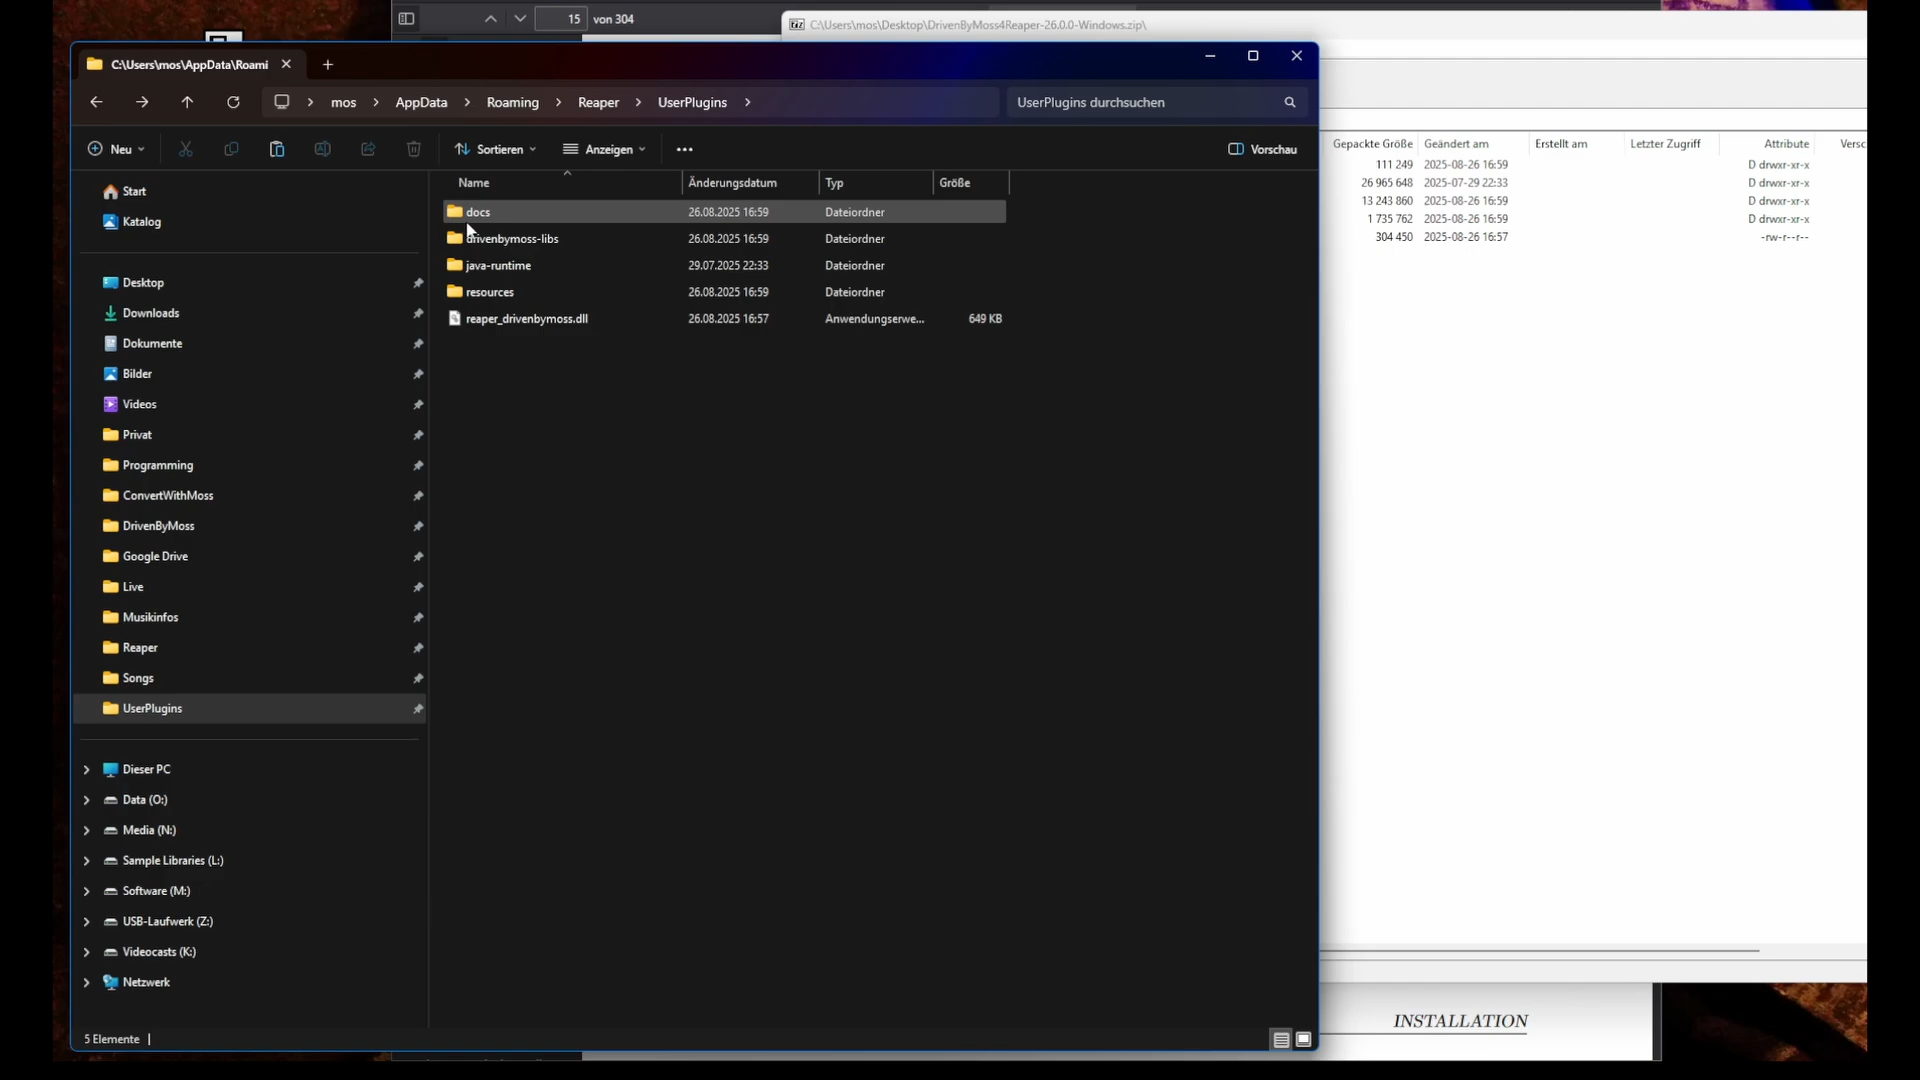 15 von 304
C:\Users\mos\Desktop\DrivenByMoss4Reaper-26.0.0-Windows.zip\
C:\Users\mos\AppData\Roami
mos AppData Roaming Reaper UserPlugins
UserPlugins durchsuchen
Neu
Sortieren
Anzeigen
Vorschau
Name Änderungsdatum Typ Größe
docs 26.08.2025 16:59 Dateiordner
drivenbymoss-libs 26.08.2025 16:59 Dateiordner
java-runtime 29.07.2025 22:33 Dateiordner
resources 26.08.2025 16:59 Dateiordner
reaper_drivenbymoss.dll 26.08.2025 16:57 Anwendungserwe... 649 KB
Start
Katalog
Desktop
Downloads
Dokumente
Bilder
Videos
Privat
Programming
ConvertWithMoss
DrivenByMoss
Google Drive
Live
Musikinfos
Reaper
Songs
UserPlugins
Dieser PC
Data (O:)
Media (N:)
Sample Libraries (L:)
Software (M:)
USB-Laufwerk (Z:)
Videocasts (K:)
Netzwerk
5 Elemente
Gepackte Größe Geändert am Erstellt am Letzter Zugriff Attribute Versc
111 249 2025-08-26 16:59 D drwxr-xr-x
26 965 648 2025-07-29 22:33 D drwxr-xr-x
13 243 860 2025-08-26 16:59 D drwxr-xr-x
1 735 762 2025-08-26 16:59 D drwxr-xr-x
304 450 2025-08-26 16:57 -rw-r--r--
INSTALLATION